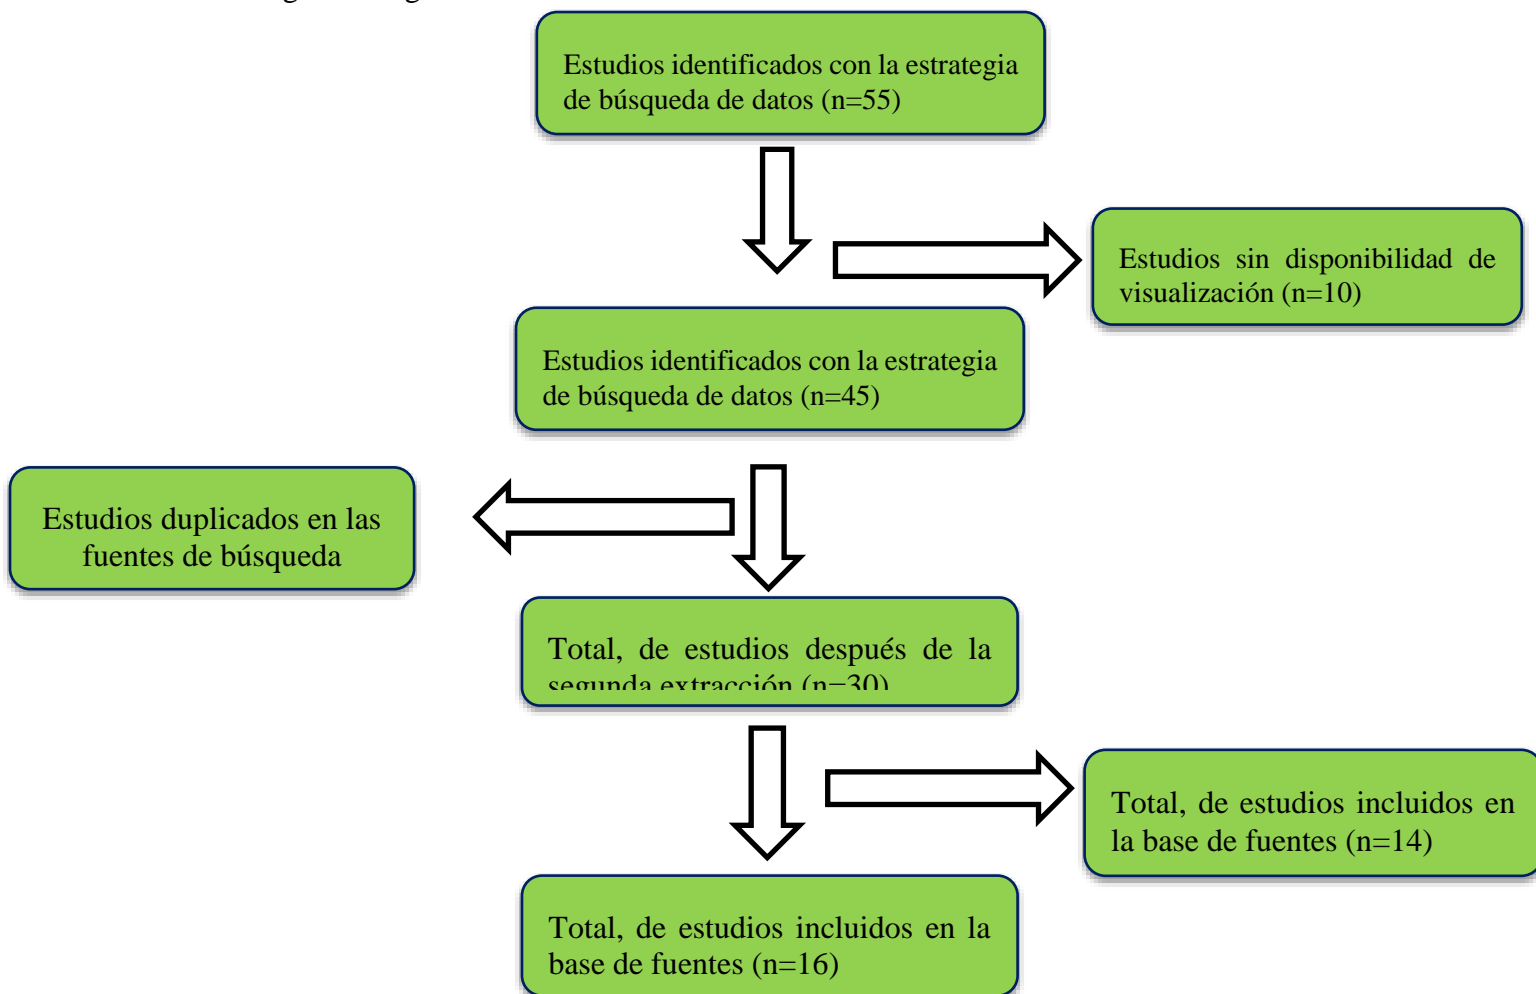 Estudios identificados con la estrategia
de búsqueda de datos (n=55)
Estudios sin disponibilidad de
visualización (n=10)
Estudios identificados con la estrategia
de búsqueda de datos (n=45)
Estudios duplicados en las
fuentes de búsqueda
Total, de estudios después de la
segunda extracción (n=30)
Total, de estudios incluidos en
la base de fuentes (n=14)
Total, de estudios incluidos en la
base de fuentes (n=16)